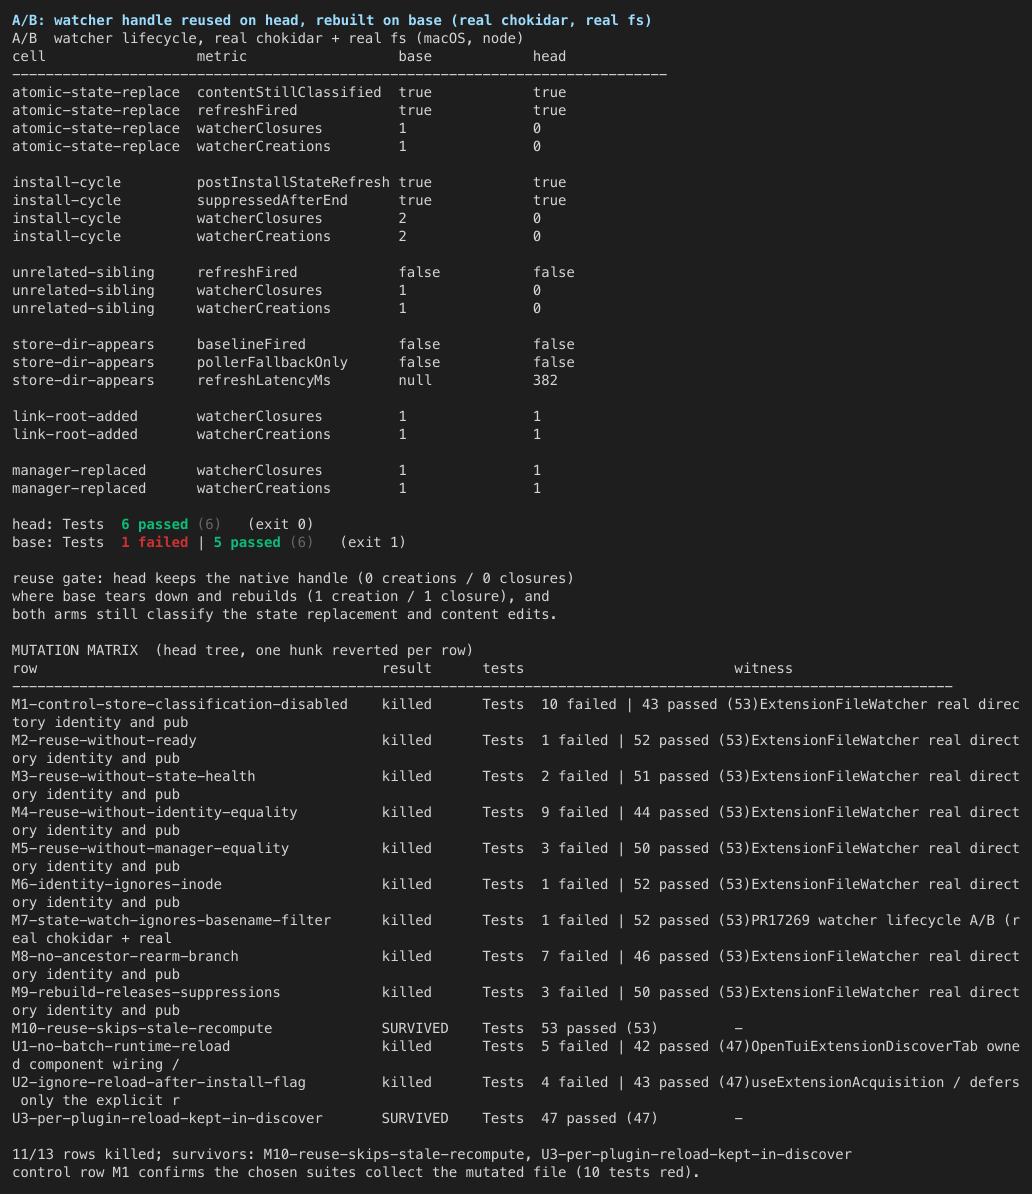 A/B: watcher handle reused on head, rebuilt on base (real chokidar, real fs)
A/B  watcher lifecycle, real chokidar + real fs (macOS, node)
cell                  metric                  base            head
──────────────────────────────────────────────────────────────────────────────
atomic-state-replace  contentStillClassified  true            true
atomic-state-replace  refreshFired            true            true
atomic-state-replace  watcherClosures         1               0
atomic-state-replace  watcherCreations        1               0

install-cycle         postInstallStateRefresh true            true
install-cycle         suppressedAfterEnd      true            true
install-cycle         watcherClosures         2               0
install-cycle         watcherCreations        2               0

unrelated-sibling     refreshFired            false           false
unrelated-sibling     watcherClosures         1               0
unrelated-sibling     watcherCreations        1               0

store-dir-appears     baselineFired           false           false
store-dir-appears     pollerFallbackOnly      false           false
store-dir-appears     refreshLatencyMs        null            382

link-root-added       watcherClosures         1               1
link-root-added       watcherCreations        1               1

manager-replaced      watcherClosures         1               1
manager-replaced      watcherCreations        1               1

head: Tests  6 passed (6)   (exit 0)
base: Tests  1 failed | 5 passed (6)   (exit 1)

reuse gate: head keeps the native handle (0 creations / 0 closures)
where base tears down and rebuilds (1 creation / 1 closure), and
both arms still classify the state replacement and content edits.

MUTATION MATRIX  (head tree, one hunk reverted per row)
row                                         result      tests                         witness
────────────────────────────────────────────────────────────────────────────────────────────────────────────────
M1-control-store-classification-disabled    killed      Tests  10 failed | 43 passed (53)ExtensionFileWatcher real direc
tory identity and pub
M2-reuse-without-ready                      killed      Tests  1 failed | 52 passed (53)ExtensionFileWatcher real direct
ory identity and pub
M3-reuse-without-state-health               killed      Tests  2 failed | 51 passed (53)ExtensionFileWatcher real direct
ory identity and pub
M4-reuse-without-identity-equality          killed      Tests  9 failed | 44 passed (53)ExtensionFileWatcher real direct
ory identity and pub
M5-reuse-without-manager-equality           killed      Tests  3 failed | 50 passed (53)ExtensionFileWatcher real direct
ory identity and pub
M6-identity-ignores-inode                   killed      Tests  1 failed | 52 passed (53)ExtensionFileWatcher real direct
ory identity and pub
M7-state-watch-ignores-basename-filter      killed      Tests  1 failed | 52 passed (53)PR17269 watcher lifecycle A/B (r
eal chokidar + real
M8-no-ancestor-rearm-branch                 killed      Tests  7 failed | 46 passed (53)ExtensionFileWatcher real direct
ory identity and pub
M9-rebuild-releases-suppressions            killed      Tests  3 failed | 50 passed (53)ExtensionFileWatcher real direct
ory identity and pub
M10-reuse-skips-stale-recompute             SURVIVED    Tests  53 passed (53)         –
U1-no-batch-runtime-reload                  killed      Tests  5 failed | 42 passed (47)OpenTuiExtensionDiscoverTab owne
d component wiring /
U2-ignore-reload-after-install-flag         killed      Tests  4 failed | 43 passed (47)useExtensionAcquisition / defers
 only the explicit r
U3-per-plugin-reload-kept-in-discover       SURVIVED    Tests  47 passed (47)         –

11/13 rows killed; survivors: M10-reuse-skips-stale-recompute, U3-per-plugin-reload-kept-in-discover
control row M1 confirms the chosen suites collect the mutated file (10 tests red).